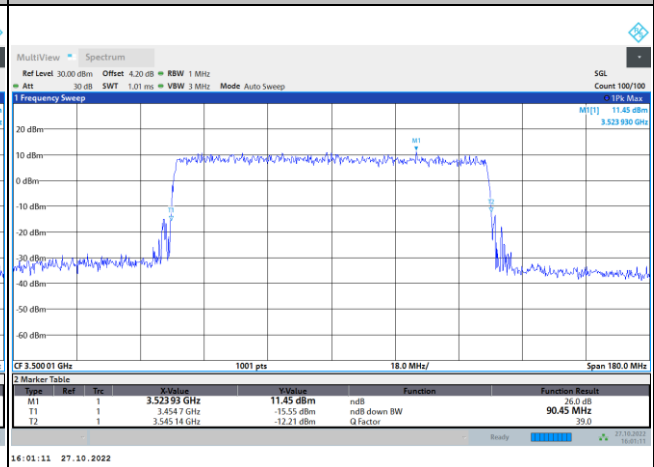 MultiView Spectrum
Ref Level 30.00 dBm Offset 4.20 dB RBW 1 MHz SGL
Att 30 dB SWT 1.01 ms VBW 3 MHz Mode Auto Sweep Count 100/100
1 Frequency Sweep 1Pk Max
M1[1] 11.45 dBm
3.523 930 GHz
20 dBm
M1
10 dBm
0 dBm
-10 dBm
T1
T2
-20 dBm
-30 dBm
-40 dBm
-50 dBm
-60 dBm
CF 3.500 01 GHz 1001 pts 18.0 MHz/ Span 180.0 MHz
2 Marker Table
Type Ref Trc X-Value Y-Value Function Function Result
M1 1 3.523 93 GHz 11.45 dBm ndB 26.0 dB
T1 1 3.454 7 GHz -15.55 dBm ndB down BW 90.45 MHz
T2 1 3.545 14 GHz -12.21 dBm Q Factor 39.0
Ready 27.10.2022
16:01:11
16:01:11 27.10.2022